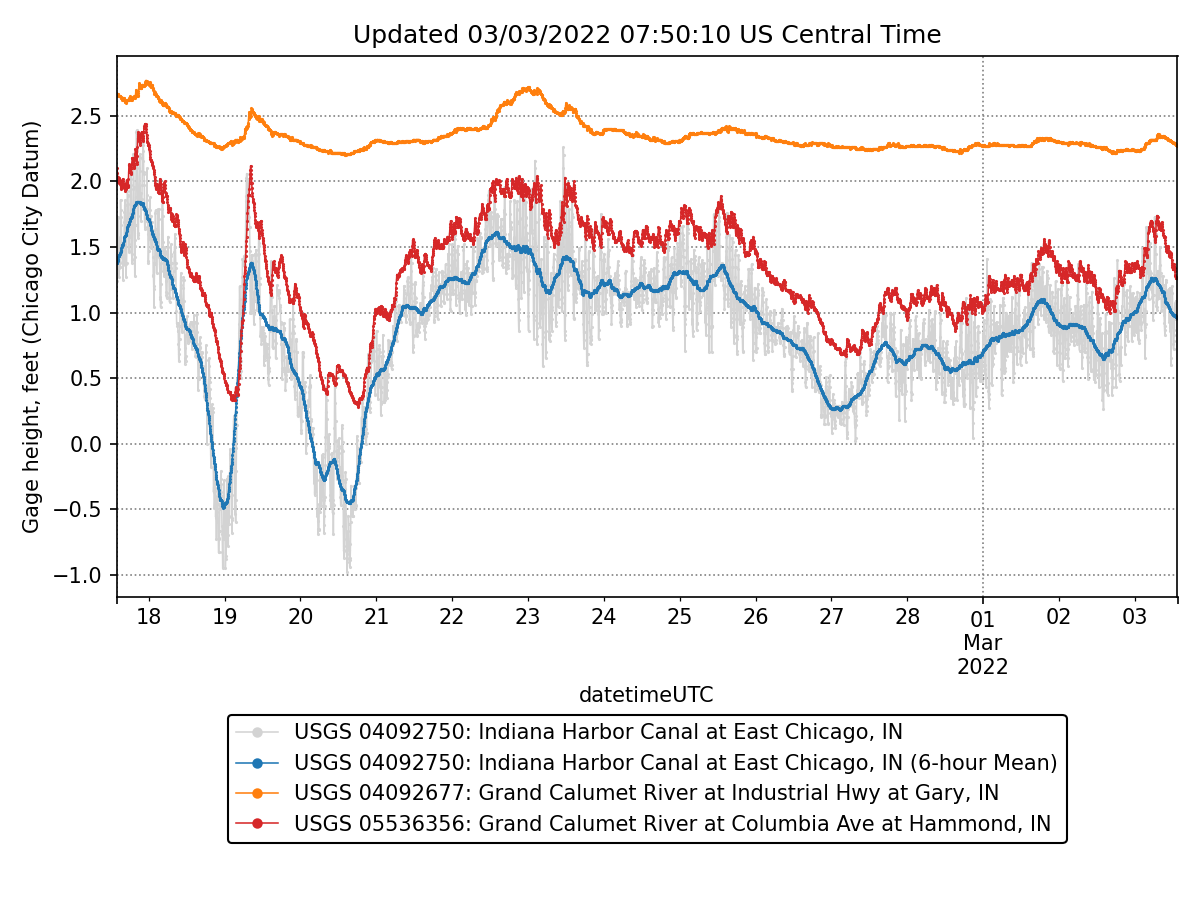 Updated 03/03/2022 07:50:10 US Central Time
Gage height, feet (Chicago City Datum)
2.5
2.0
1.5
1.0
0.5
0.0
−0.5
−1.0
18 19 20 21 22 23 24 25 26 27 28 01 02 03
Mar
2022
datetimeUTC
USGS 04092750: Indiana Harbor Canal at East Chicago, IN
USGS 04092750: Indiana Harbor Canal at East Chicago, IN (6-hour Mean)
USGS 04092677: Grand Calumet River at Industrial Hwy at Gary, IN
USGS 05536356: Grand Calumet River at Columbia Ave at Hammond, IN